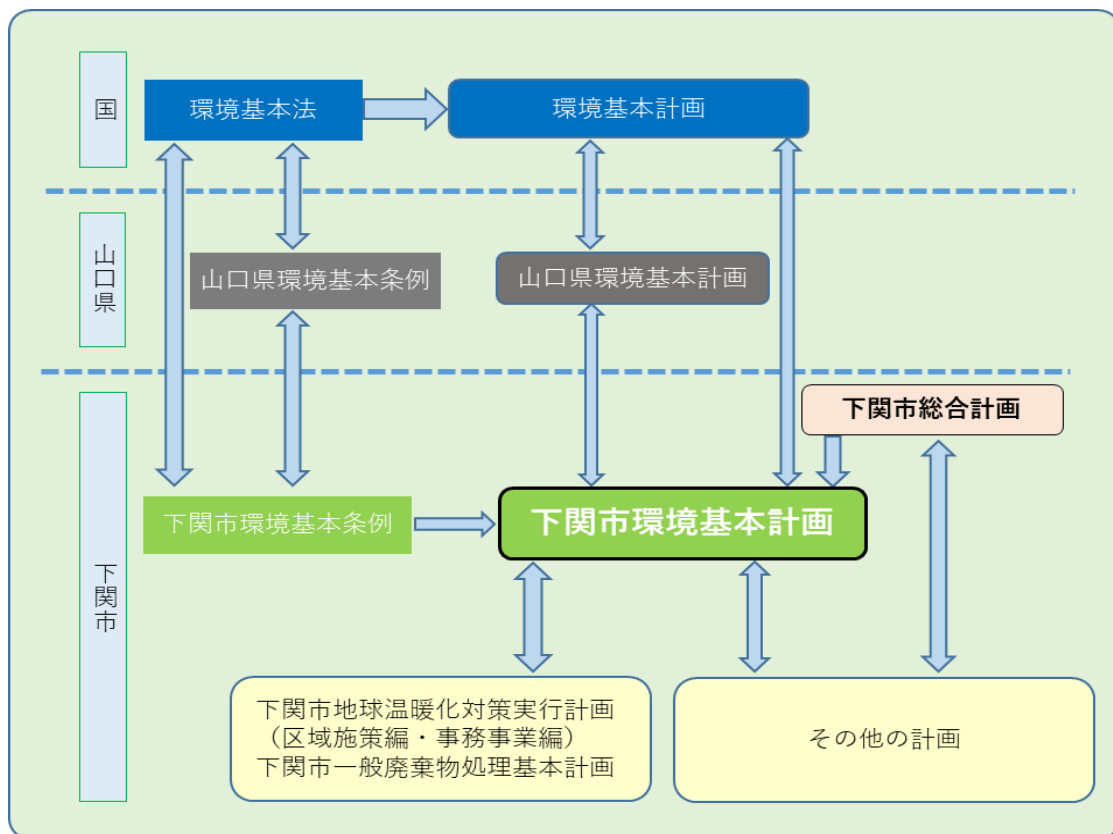 国
環境基本法
環境基本計画
山口県
山口県環境基本条例
山口県環境基本計画
下関市
下関市総合計画
下関市環境基本条例
下関市環境基本計画
下関市地球温暖化対策実行計画
（区域施策編・事務事業編）
下関市一般廃棄物処理基本計画
その他の計画